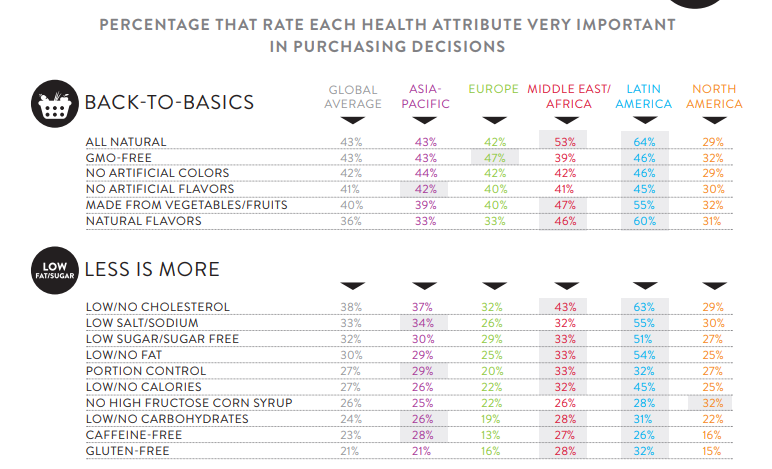 PERCENTAGE THAT RATE EACH HEALTH ATTRIBUTE VERY IMPORTANT
IN PURCHASING DECISIONS
BACK-TO-BASICS
GLOBAL AVERAGE
ASIA-PACIFIC
EUROPE
MIDDLE EAST/AFRICA
LATIN AMERICA
NORTH AMERICA
ALL NATURAL 43% 43% 42% 53% 64% 29%
GMO-FREE 43% 43% 47% 39% 46% 32%
NO ARTIFICIAL COLORS 42% 44% 42% 42% 46% 29%
NO ARTIFICIAL FLAVORS 41% 42% 40% 41% 45% 30%
MADE FROM VEGETABLES/FRUITS 40% 39% 40% 47% 55% 32%
NATURAL FLAVORS 36% 33% 33% 46% 60% 31%
LOW
FAT/SUGAR
LESS IS MORE
LOW/NO CHOLESTEROL 38% 37% 32% 43% 63% 29%
LOW SALT/SODIUM 33% 34% 26% 32% 55% 30%
LOW SUGAR/SUGAR FREE 32% 30% 29% 33% 51% 27%
LOW/NO FAT 30% 29% 25% 33% 54% 25%
PORTION CONTROL 27% 29% 20% 33% 32% 27%
LOW/NO CALORIES 27% 26% 22% 32% 45% 25%
NO HIGH FRUCTOSE CORN SYRUP 26% 25% 22% 26% 28% 32%
LOW/NO CARBOHYDRATES 24% 26% 19% 28% 31% 22%
CAFFEINE-FREE 23% 28% 13% 27% 26% 16%
GLUTEN-FREE 21% 21% 16% 28% 32% 15%